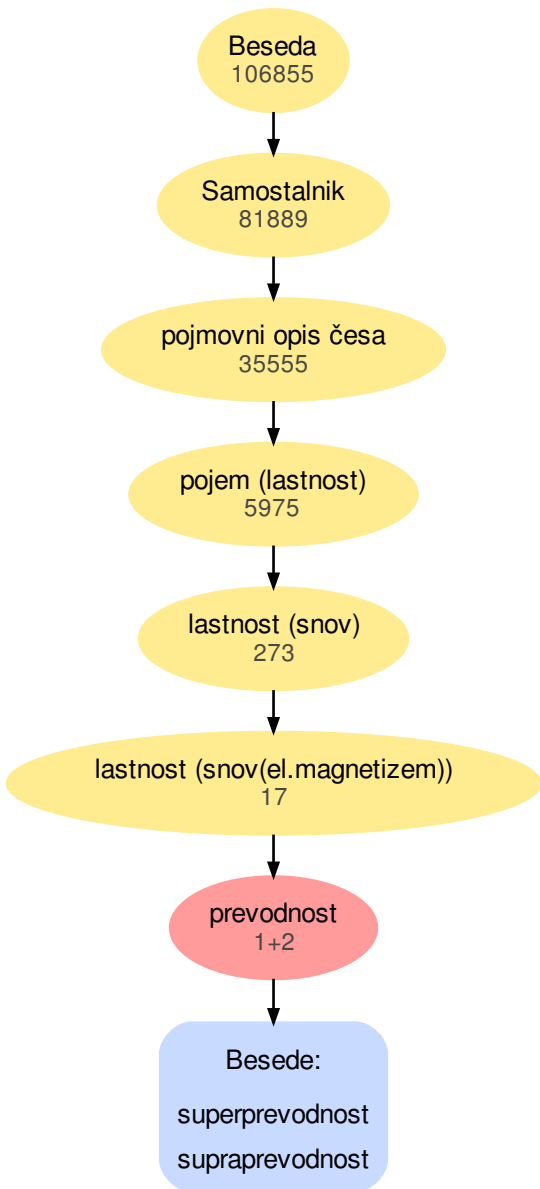 Beseda
106855
Samostalnik
81889
pojmovni opis česa
35555
pojem (lastnost)
5975
lastnost (snov)
273
lastnost (snov(el.magnetizem))
17
prevodnost
1+2
Besede:
superprevodnost
supraprevodnost